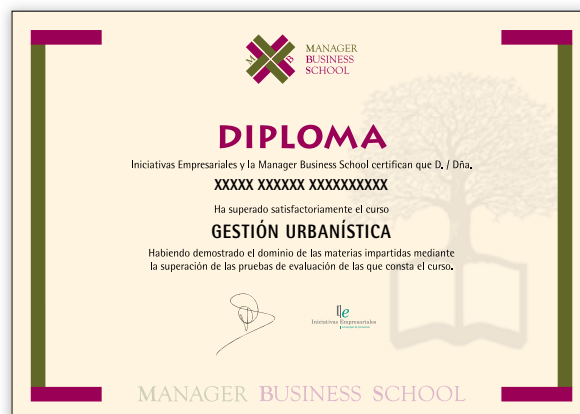 M B
MANAGER
BUSINESS
SCHOOL
DIPLOMA
Iniciativas Empresariales y la Manager Business School certifican que D. / Dña.
XXXXX XXXXXX XXXXXXXXXX
Ha superado satisfactoriamente el curso
GESTIÓN URBANÍSTICA
Habiendo demostrado el dominio de las materias impartidas mediante
la superación de las pruebas de evaluación de las que consta el curso.
Iniciativas Empresariales
MANAGER BUSINESS SCHOOL